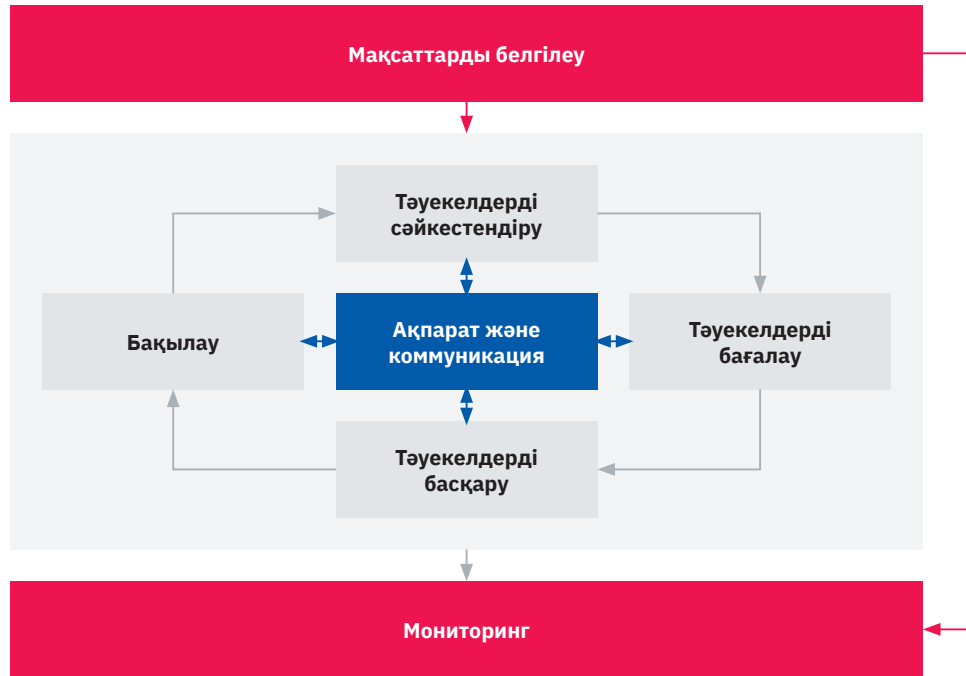 Мақсаттарды белгілеу
Тәуекелдерді
сәйкестендіру
Бақылау
Ақпарат және
коммуникация
Тәуекелдерді
бағалау
Тәуекелдерді
басқару
Мониторинг